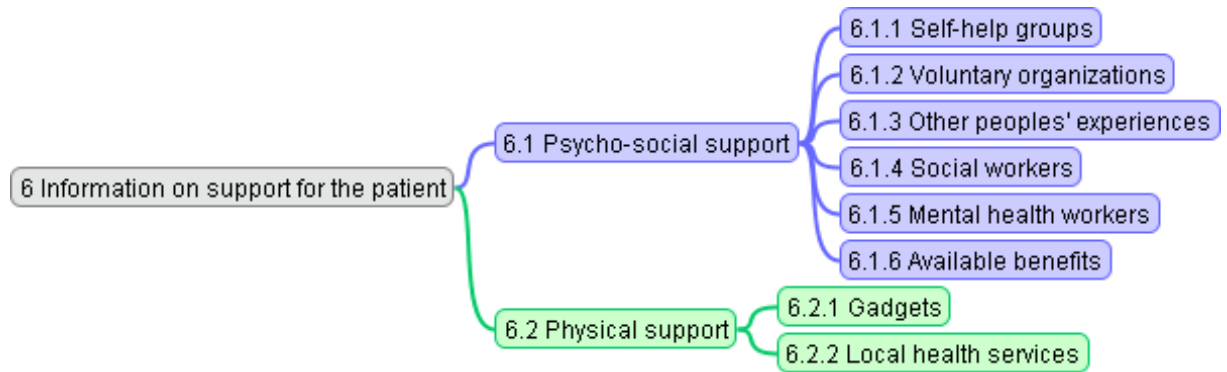 6 Information on support for the patient
6.1 Psycho-social support
6.1.1 Self-help groups
6.1.2 Voluntary organizations
6.1.3 Other peoples' experiences
6.1.4 Social workers
6.1.5 Mental health workers
6.1.6 Available benefits
6.2 Physical support
6.2.1 Gadgets
6.2.2 Local health services